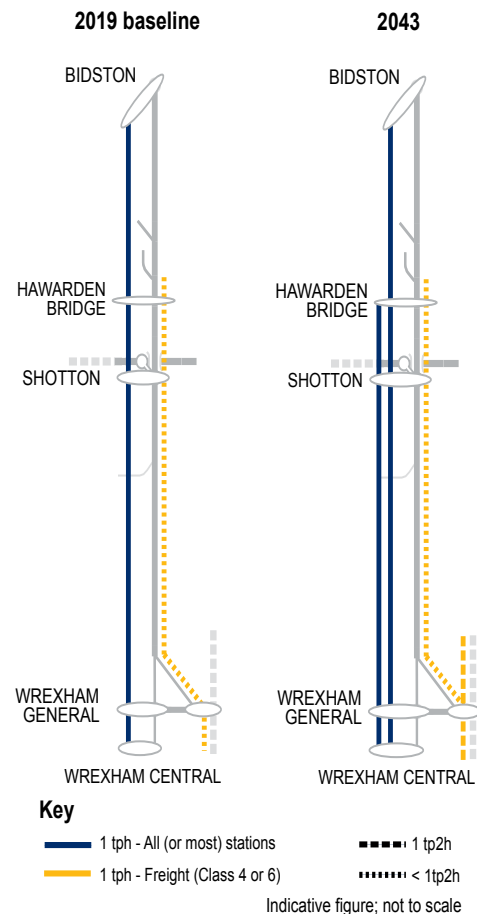 2019 baseline
2043
BIDSTON
BIDSTON
HAWARDEN
BRIDGE
HAWARDEN
BRIDGE
SHOTTON
SHOTTON
WREXHAM
GENERAL
WREXHAM
GENERAL
WREXHAM CENTRAL
WREXHAM CENTRAL
Key
1 tph - All (or most) stations
1 tp2h
1 tph - Freight (Class 4 or 6)
< 1tp2h
Indicative figure; not to scale